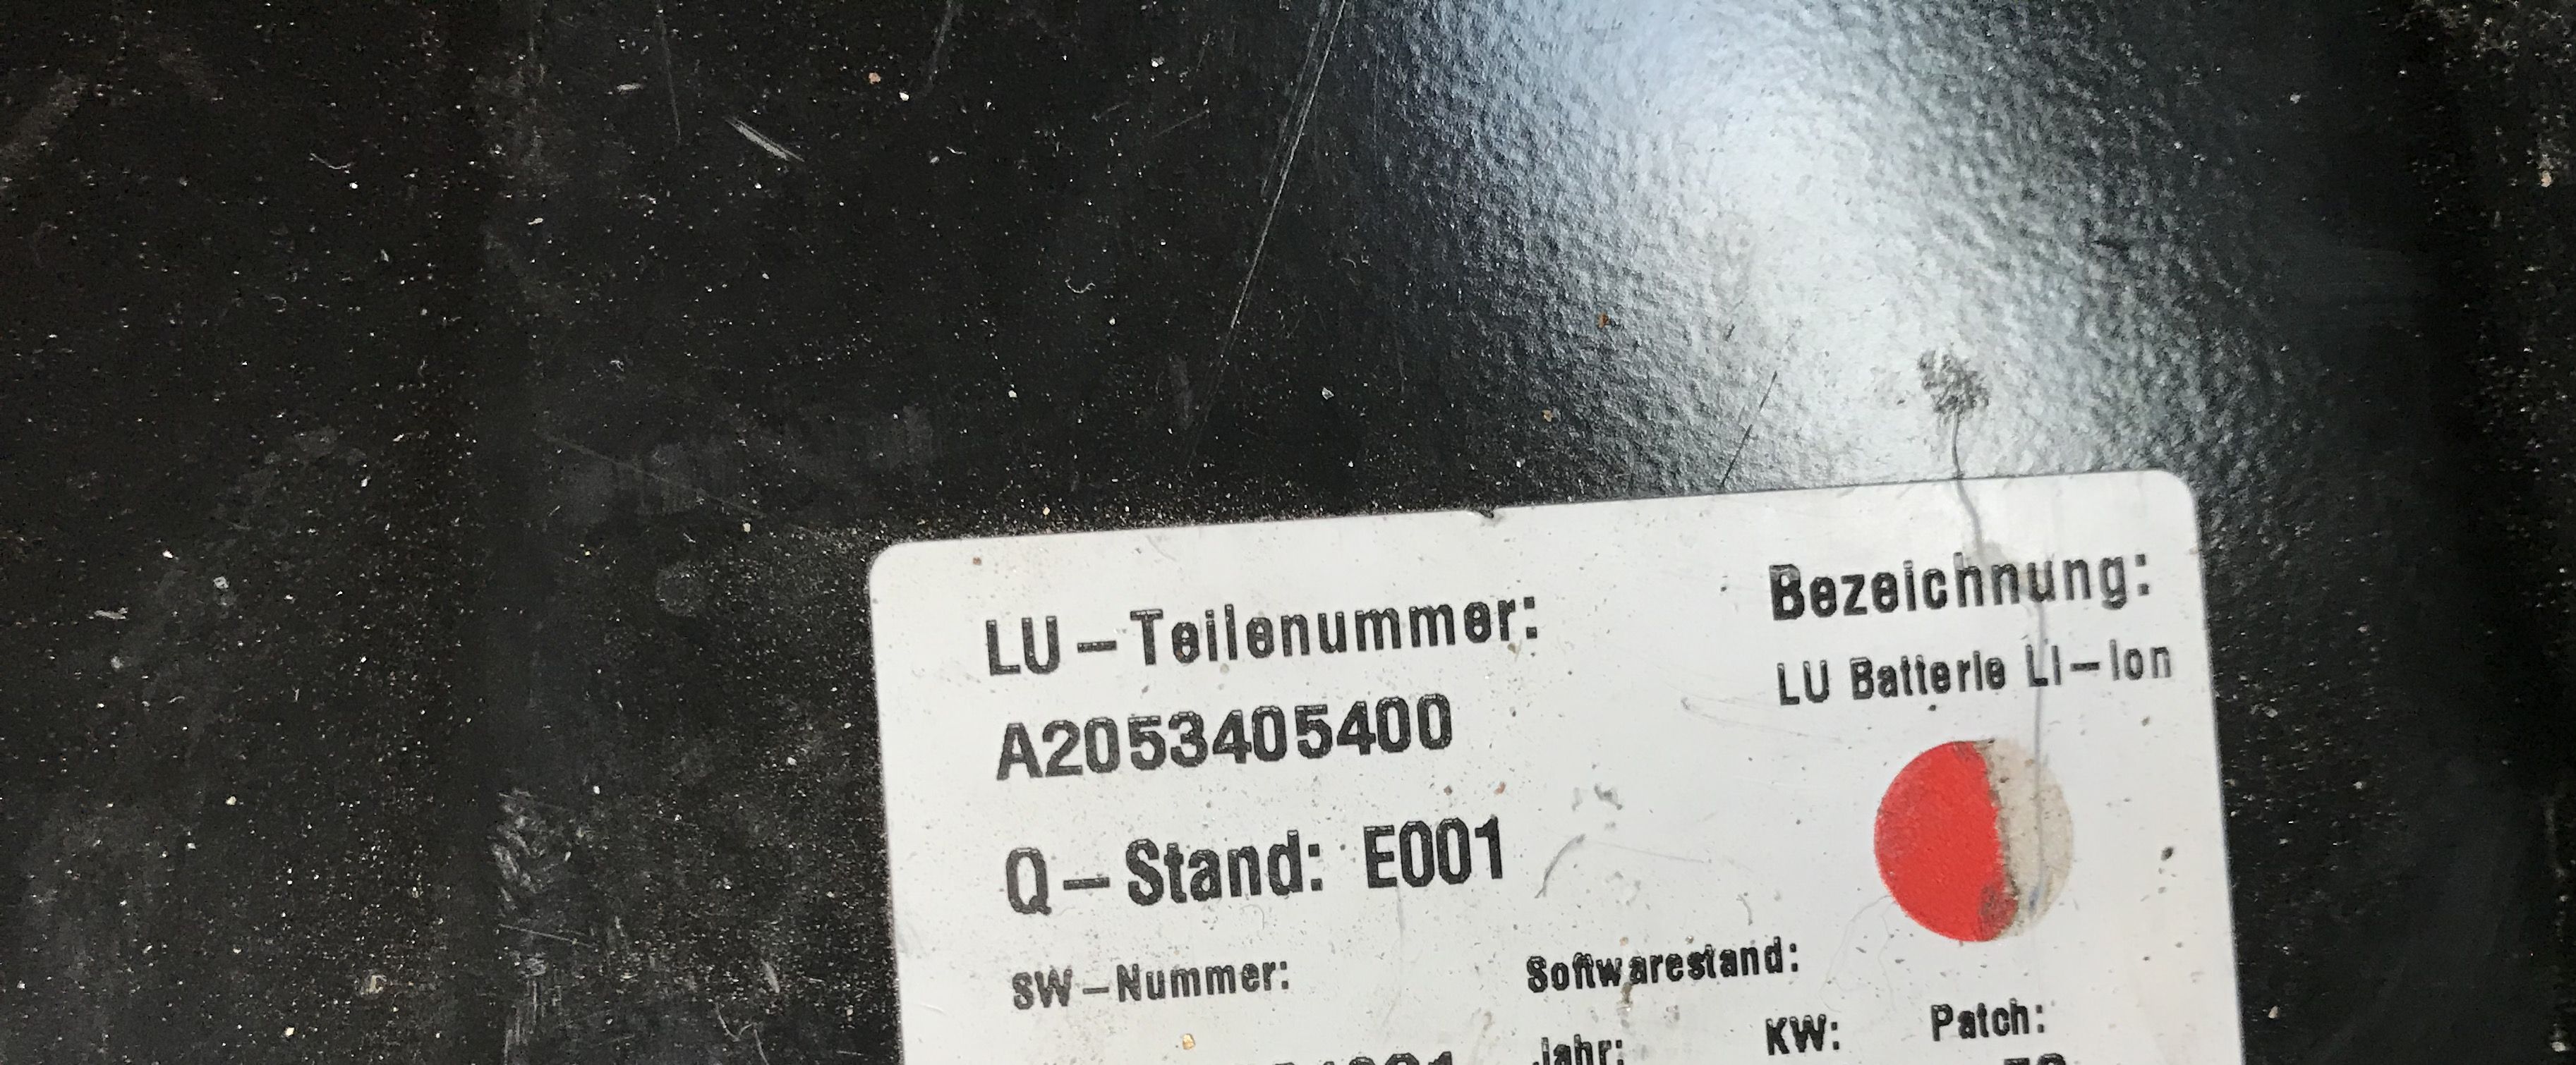 LU-Teilenummer:
A2053405400
Bezeichnung:
LU Batterie Li-Ion
Q-Stand: E001
SW-Nummer:
Softwarestand:
Jahr:
KW:
Patch: